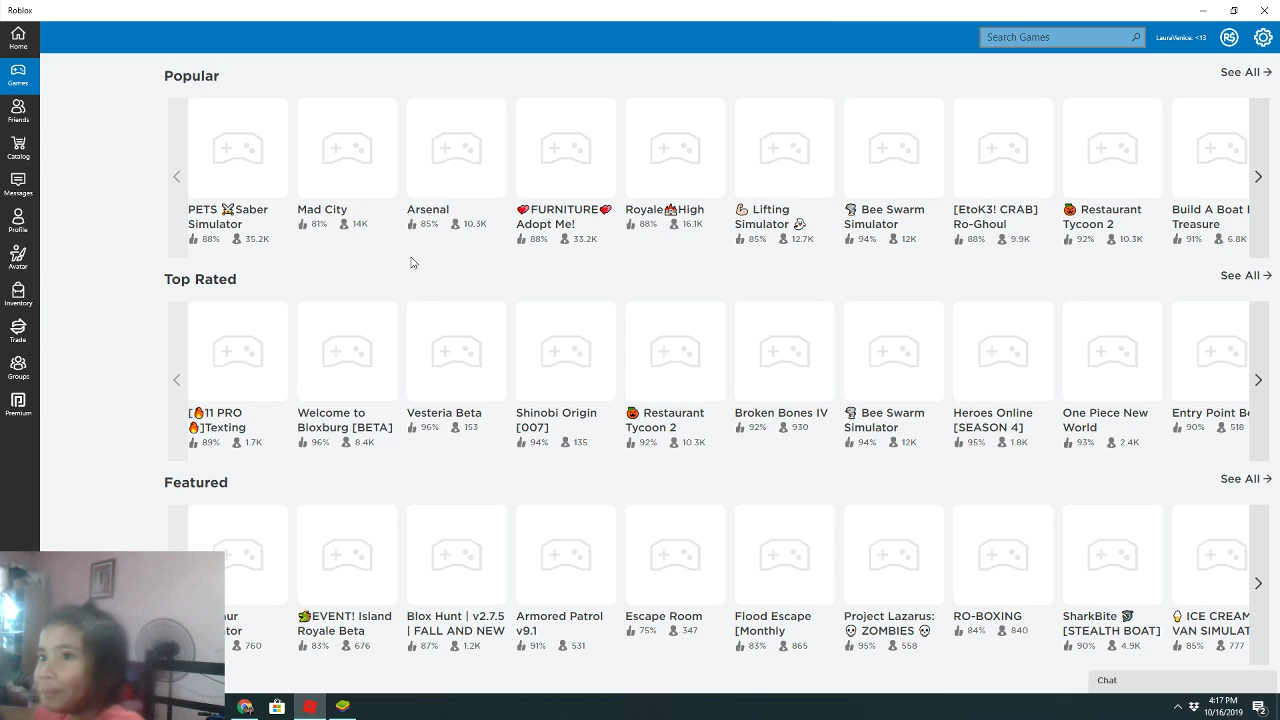 Roblox
Home
Games
Friends
Catalog
Messages
Profile
Avatar
Inventory
Trade
Groups
Premium
Search Games
LauraVenice: <13
R$
Popular
See All
PETS Saber
Simulator
88% 35.2K
Mad City
81% 14K
Arsenal
85% 10.3K
💕FURNITURE💕
Adopt Me!
88% 33.2K
Royale🏰High
88% 16.1K
💪 Lifting
Simulator 👻
85% 12.7K
🌪 Bee Swarm
Simulator
94% 12K
[EtoK3! CRAB]
Ro-Ghoul
88% 9.9K
🎃 Restaurant
Tycoon 2
92% 10.3K
Build A Boat
Treasure
91% 6.8K
Top Rated
See All
[🔥11 PRO
🔥]Texting
89% 1.7K
Welcome to
Bloxburg [BETA]
96% 8.4K
Vesteria Beta
96% 153
Shinobi Origin
[007]
94% 135
🎃 Restaurant
Tycoon 2
92% 10.3K
Broken Bones IV
92% 930
🌪 Bee Swarm
Simulator
94% 12K
Heroes Online
[SEASON 4]
95% 1.8K
One Piece New
World
93% 2.4K
Entry Point Be
90% 518
Featured
See All
aur
tor
760
🐲EVENT! Island
Royale Beta
83% 676
Blox Hunt | v2.7.5
| FALL AND NEW
87% 1.2K
Armored Patrol
v9.1
91% 531
Escape Room
75% 347
Flood Escape
[Monthly
83% 865
Project Lazarus:
💀 ZOMBIES 💀
95% 558
RO-BOXING
84% 840
SharkBite 🦈
[STEALTH BOAT]
90% 4.9K
🍦 ICE CREAM
VAN SIMULAT
85% 777
Chat
4:17 PM
10/16/2019
2